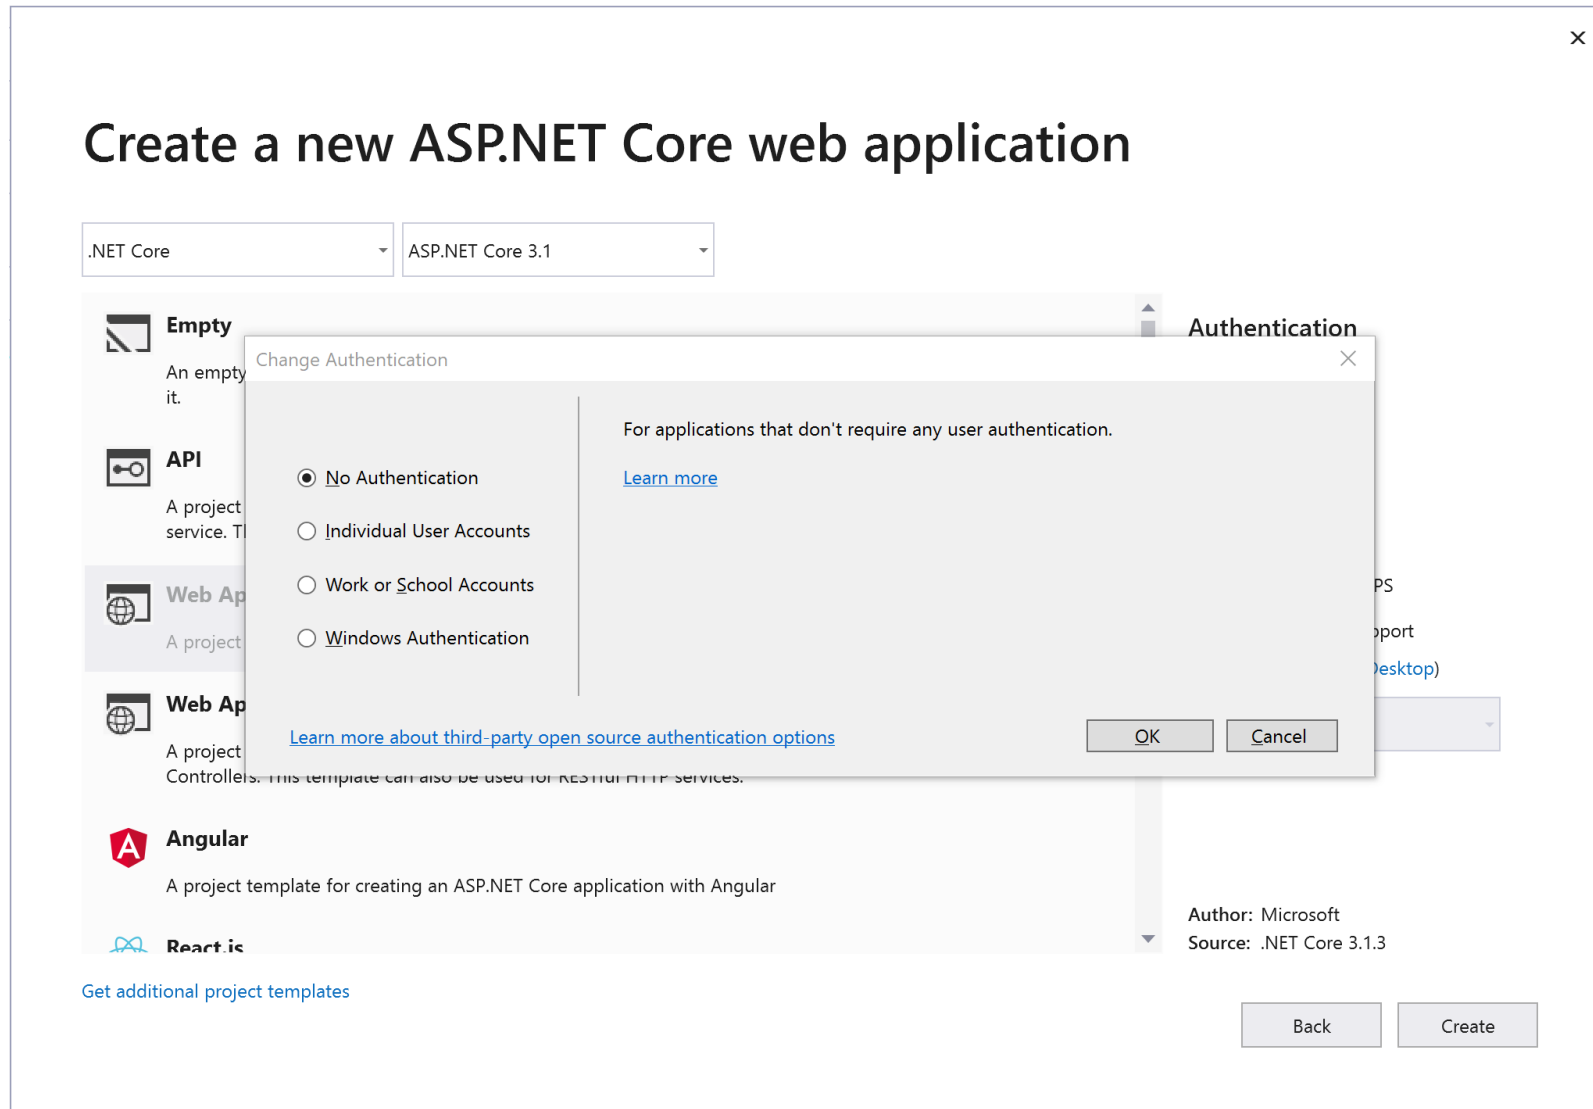 Create a new ASP.NET Core web application
.NET Core
ASP.NET Core 3.1
Empty
An empty
it.
API
A project
service. T
Web Ap
A project
Web Ap
A project
Controllers. This template can also be used for RESTful HTTP services.
Angular
A project template for creating an ASP.NET Core application with Angular
React.js
Get additional project templates
Change Authentication
No Authentication
Individual User Accounts
Work or School Accounts
Windows Authentication
For applications that don't require any user authentication.
Learn more
Learn more about third-party open source authentication options
OK
Cancel
Authentication
PS
pport
Desktop)
Author: Microsoft
Source: .NET Core 3.1.3
Back
Create